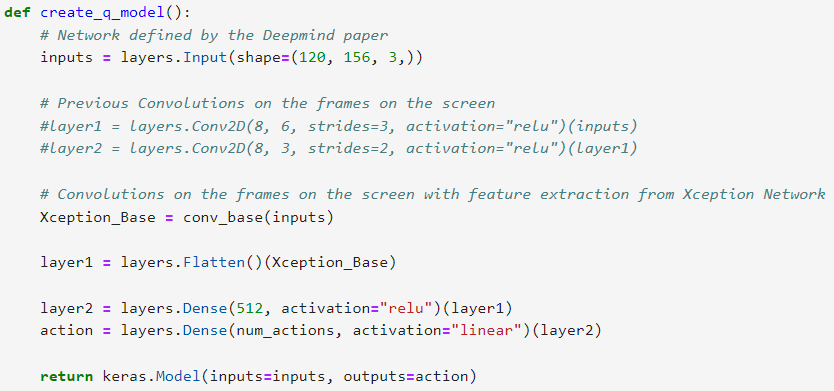 def create_q_model():
    # Network defined by the Deepmind paper
    inputs = layers.Input(shape=(120, 156, 3,))

    # Previous Convolutions on the frames on the screen
    #layer1 = layers.Conv2D(8, 6, strides=3, activation="relu")(inputs)
    #layer2 = layers.Conv2D(8, 3, strides=2, activation="relu")(layer1)

    # Convolutions on the frames on the screen with feature extraction from Xception Network
    Xception_Base = conv_base(inputs)

    layer1 = layers.Flatten()(Xception_Base)

    layer2 = layers.Dense(512, activation="relu")(layer1)
    action = layers.Dense(num_actions, activation="linear")(layer2)

    return keras.Model(inputs=inputs, outputs=action)